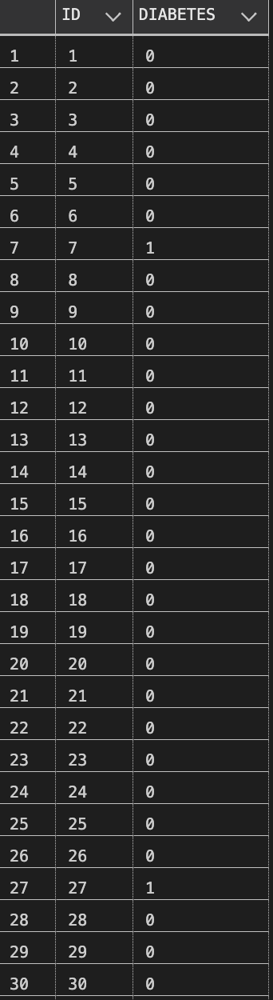 ID DIABETES
1 1 0
2 2 0
3 3 0
4 4 0
5 5 0
6 6 0
7 7 1
8 8 0
9 9 0
10 10 0
11 11 0
12 12 0
13 13 0
14 14 0
15 15 0
16 16 0
17 17 0
18 18 0
19 19 0
20 20 0
21 21 0
22 22 0
23 23 0
24 24 0
25 25 0
26 26 0
27 27 1
28 28 0
29 29 0
30 30 0